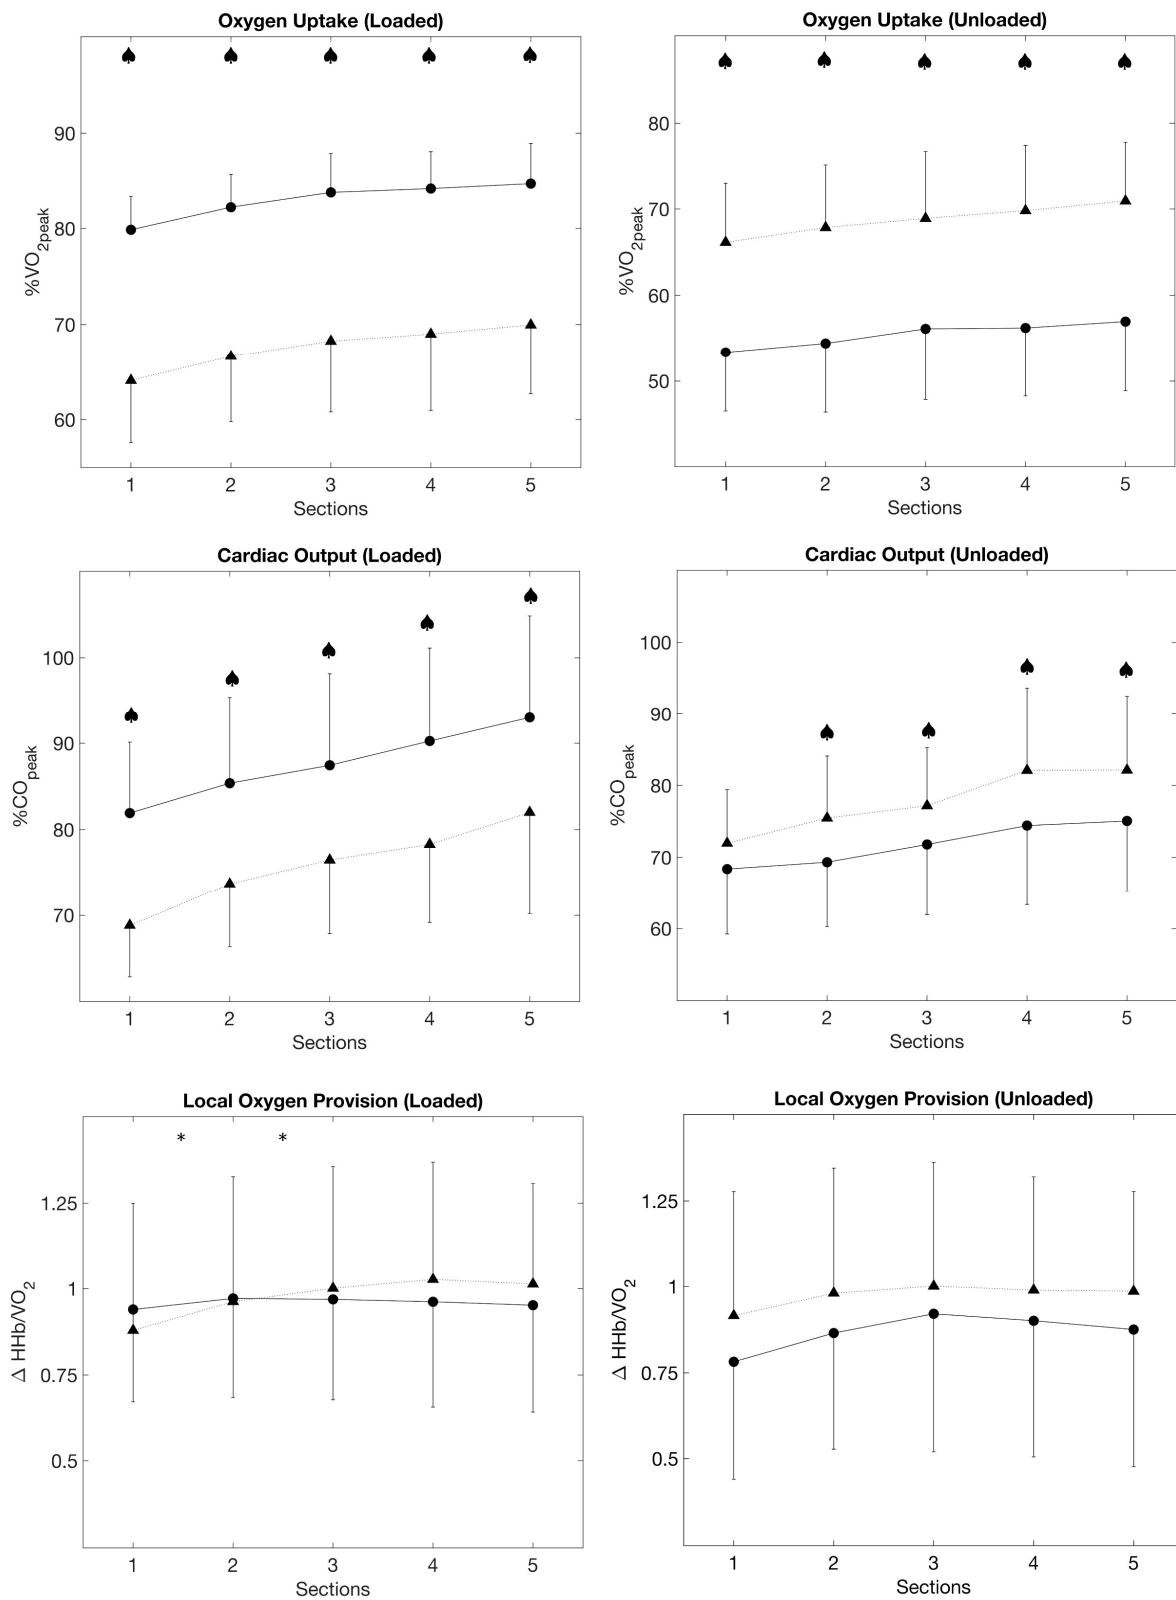 Oxygen Uptake (Loaded)
%VO2peak
90
80
70
60
1 2 3 4 5
Sections
Oxygen Uptake (Unloaded)
%VO2peak
80
70
60
50
1 2 3 4 5
Sections
Cardiac Output (Loaded)
%COpeak
100
90
80
70
1 2 3 4 5
Sections
Cardiac Output (Unloaded)
%COpeak
100
90
80
70
60
1 2 3 4 5
Sections
Local Oxygen Provision (Loaded)
* *
Δ HHb/VO2
1.25
1
0.75
0.5
1 2 3 4 5
Sections
Local Oxygen Provision (Unloaded)
Δ HHb/VO2
1.25
1
0.75
0.5
1 2 3 4 5
Sections